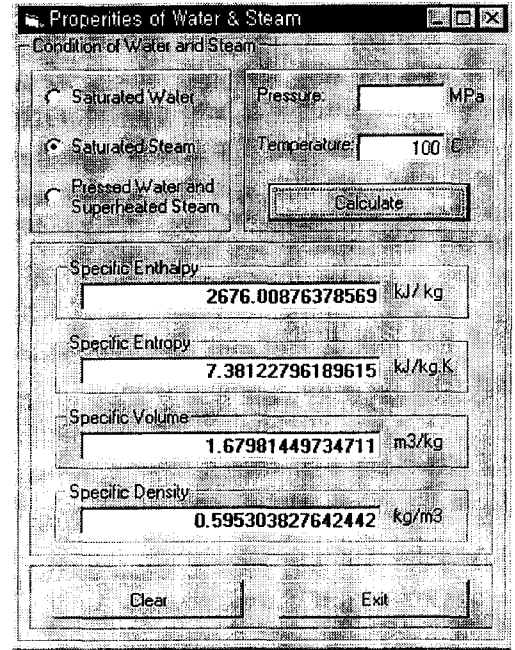 Properities of Water & Steam
Condition of Water and Steam
Saturated Water
Saturated Steam
Pressed Water and
Superheated Steam
Pressure: MPa
Temperature: 100 C
Calculate
Specific Enthalpy
2676.00876378569 kJ/ kg
Specific Entropy
7.38122796189615 kJ/kg.K
Specific Volume
1.67981449734711 m3/kg
Specific Density
0.595303827642442 kg/m3
Clear Exit